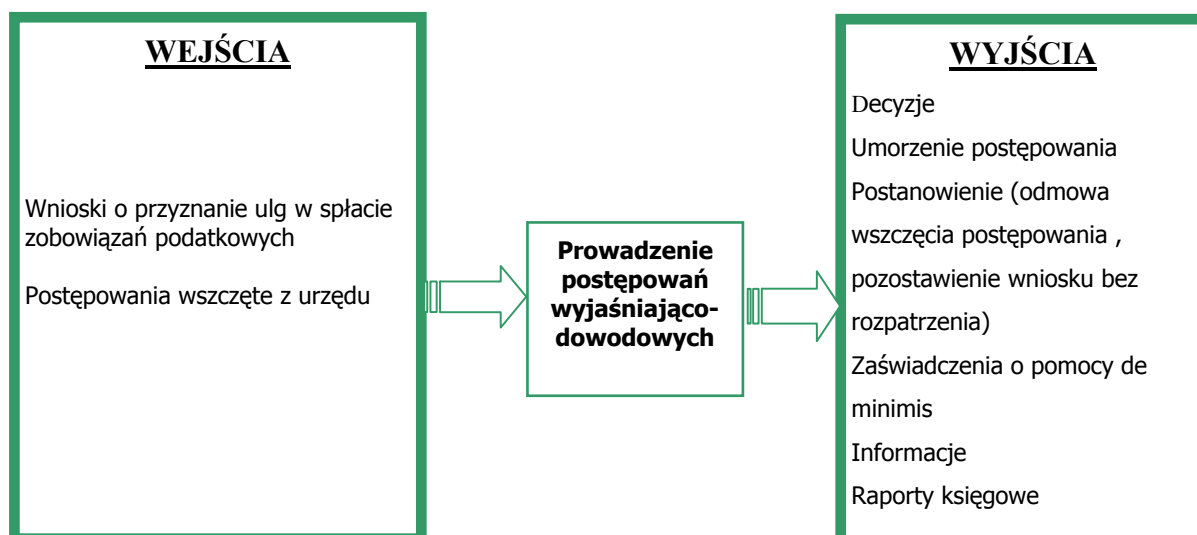 WEJŚCIA
Wnioski o przyznanie ulg w spłacie
zobowiązań podatkowych
Postępowania wszczęte z urzędu
Prowadzenie
postępowań
wyjaśniająco-
dowodowych
WYJŚCIA
Decyzje
Umorzenie postępowania
Postanowienie (odmowa
wszczęcia postępowania ,
pozostawienie wniosku bez
rozpatrzenia)
Zaświadczenia o pomocy de
minimis
Informacje
Raporty księgowe